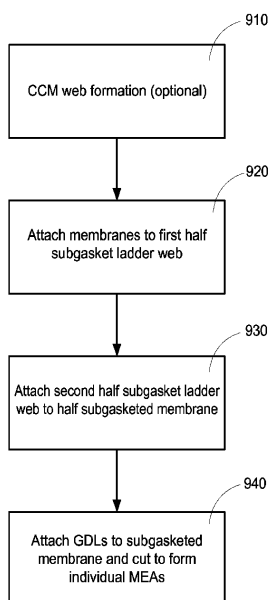 910
CCM web formation (optional)
920
Attach membranes to first half
subgasket ladder web
930
Attach second half subgasket ladder
web to half subgasketed membrane
940
Attach GDLs to subgasketed
membrane and cut to form
individual MEAs